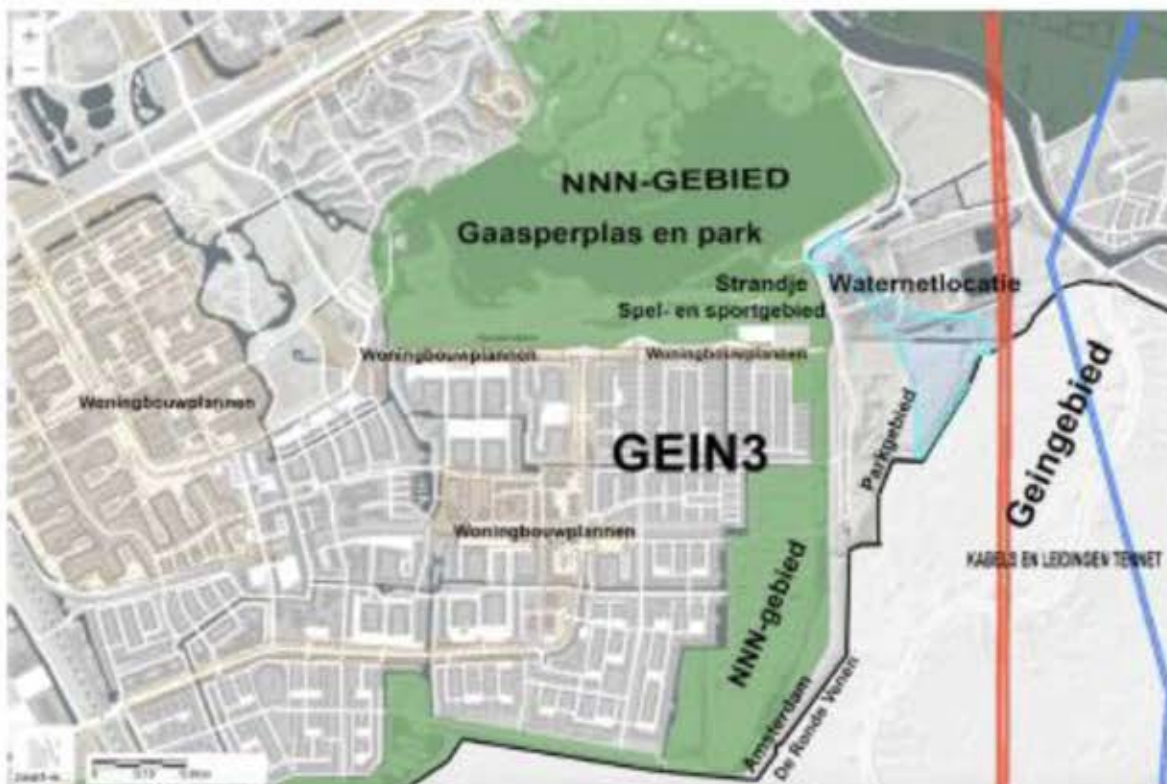 NNN-GEBIED
Gaasperplas en park
Strandje
Waternetlocatie
Spel- en sportgebied
Woningbouwplannen
Woningbouwplannen
Woningbouwplannen
GEIN3
Parkgebied
Geingebied
Woningbouwplannen
KABELS EN LEIDINGEN TENNET
NNN-gebied
Amsterdam
De Ronde Venen